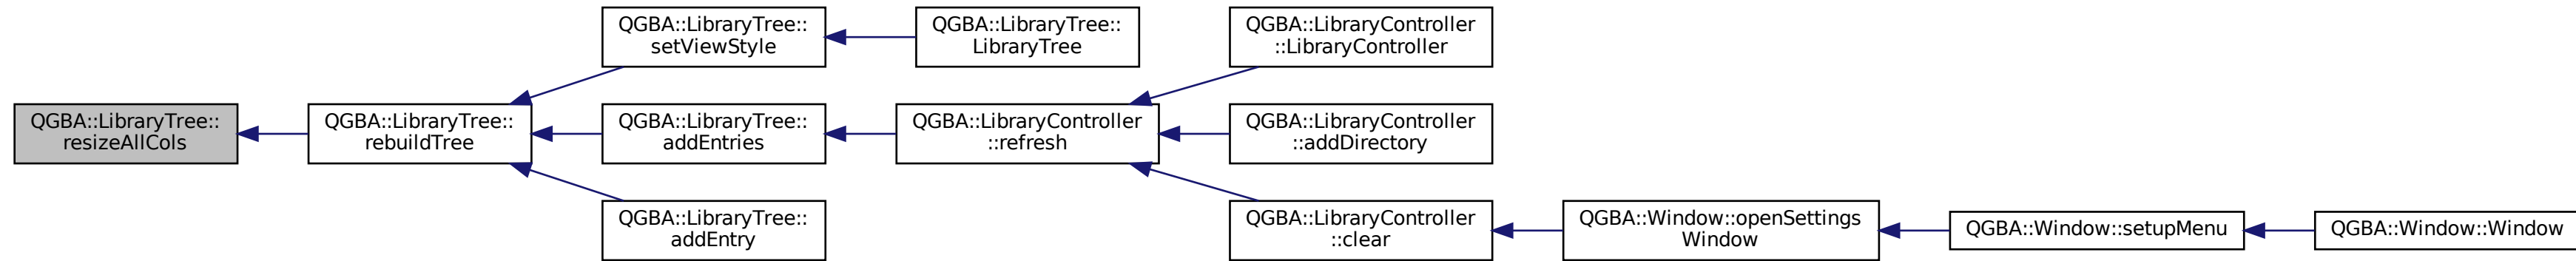 QGBA::LibraryTree::
setViewStyle
QGBA::LibraryTree::
LibraryTree
QGBA::LibraryController
::LibraryController
QGBA::LibraryTree::
resizeAllCols
QGBA::LibraryTree::
rebuildTree
QGBA::LibraryTree::
addEntries
QGBA::LibraryController
::refresh
QGBA::LibraryController
::addDirectory
QGBA::LibraryTree::
addEntry
QGBA::LibraryController
::clear
QGBA::Window::openSettings
Window
QGBA::Window::setupMenu
QGBA::Window::Window